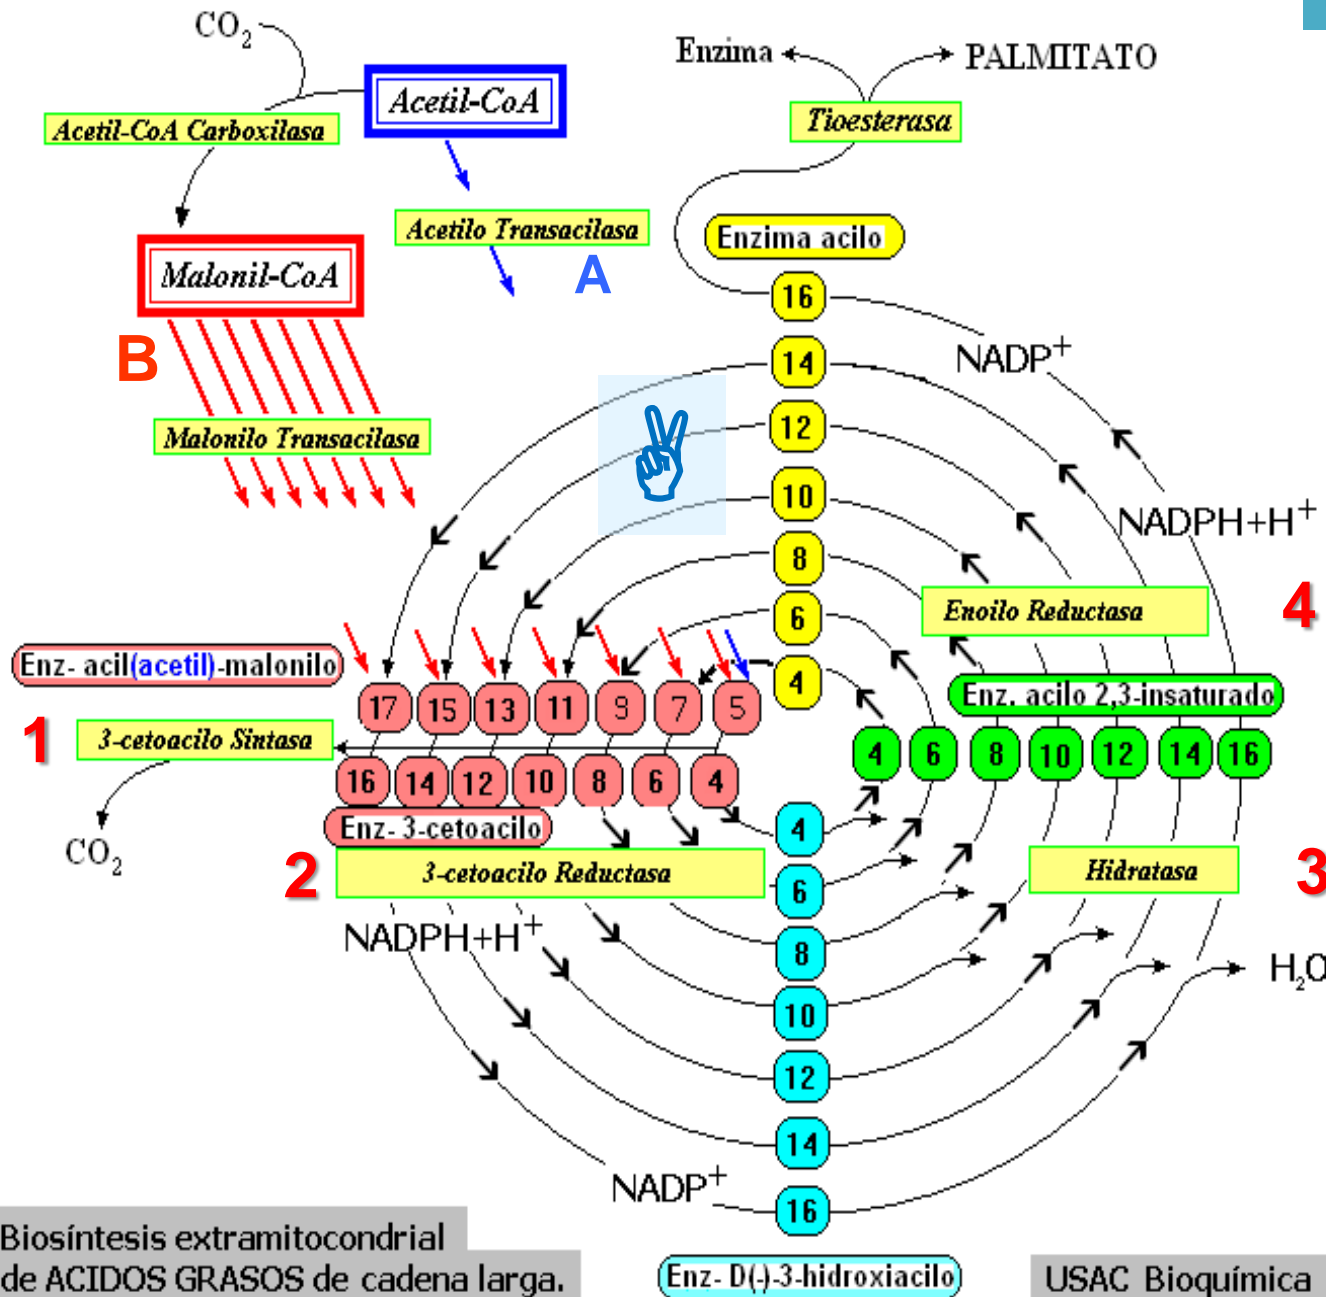 CO2
Enzima
PALMITATO
Acetil-CoA
Tioesterasa
Acetil-CoA Carboxilasa
Acetilo Transacilasa
Enzima acilo
A
Malonil-CoA
16
NADP+
B
14
12
Malonilo Transacilasa
10
NADPH+H+
8
Enoilo Reductasa
4
6
Enz- acil(acetil)-malonilo
4
Enz. acilo 2,3-insaturado
17 15 13 11 9 7 5
1
3-cetoacilo Sintasa
4 6 8 10 12 14 16
16 14 12 10 8 6 4
Enz- 3-cetoacilo
4
CO2
2
3-cetoacilo Reductasa
Hidratasa
3
6
NADPH+H+
8
H2O
10
12
14
NADP+
16
Biosíntesis extramitocondrial
de ACIDOS GRASOS de cadena larga.
Enz- D(-)-3-hidroxiacilo
USAC Bioquímica